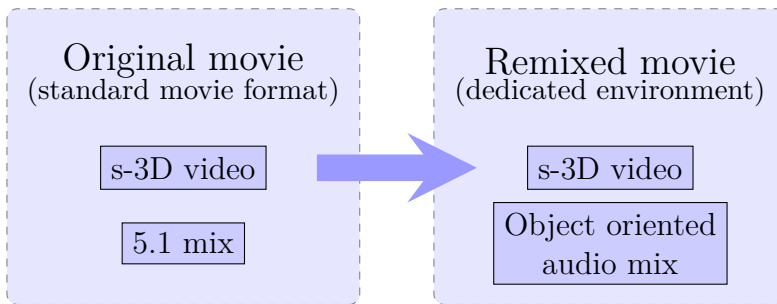 Original movie
(standard movie format)
s-3D video
5.1 mix
Remixed movie
(dedicated environment)
s-3D video
Object oriented
audio mix